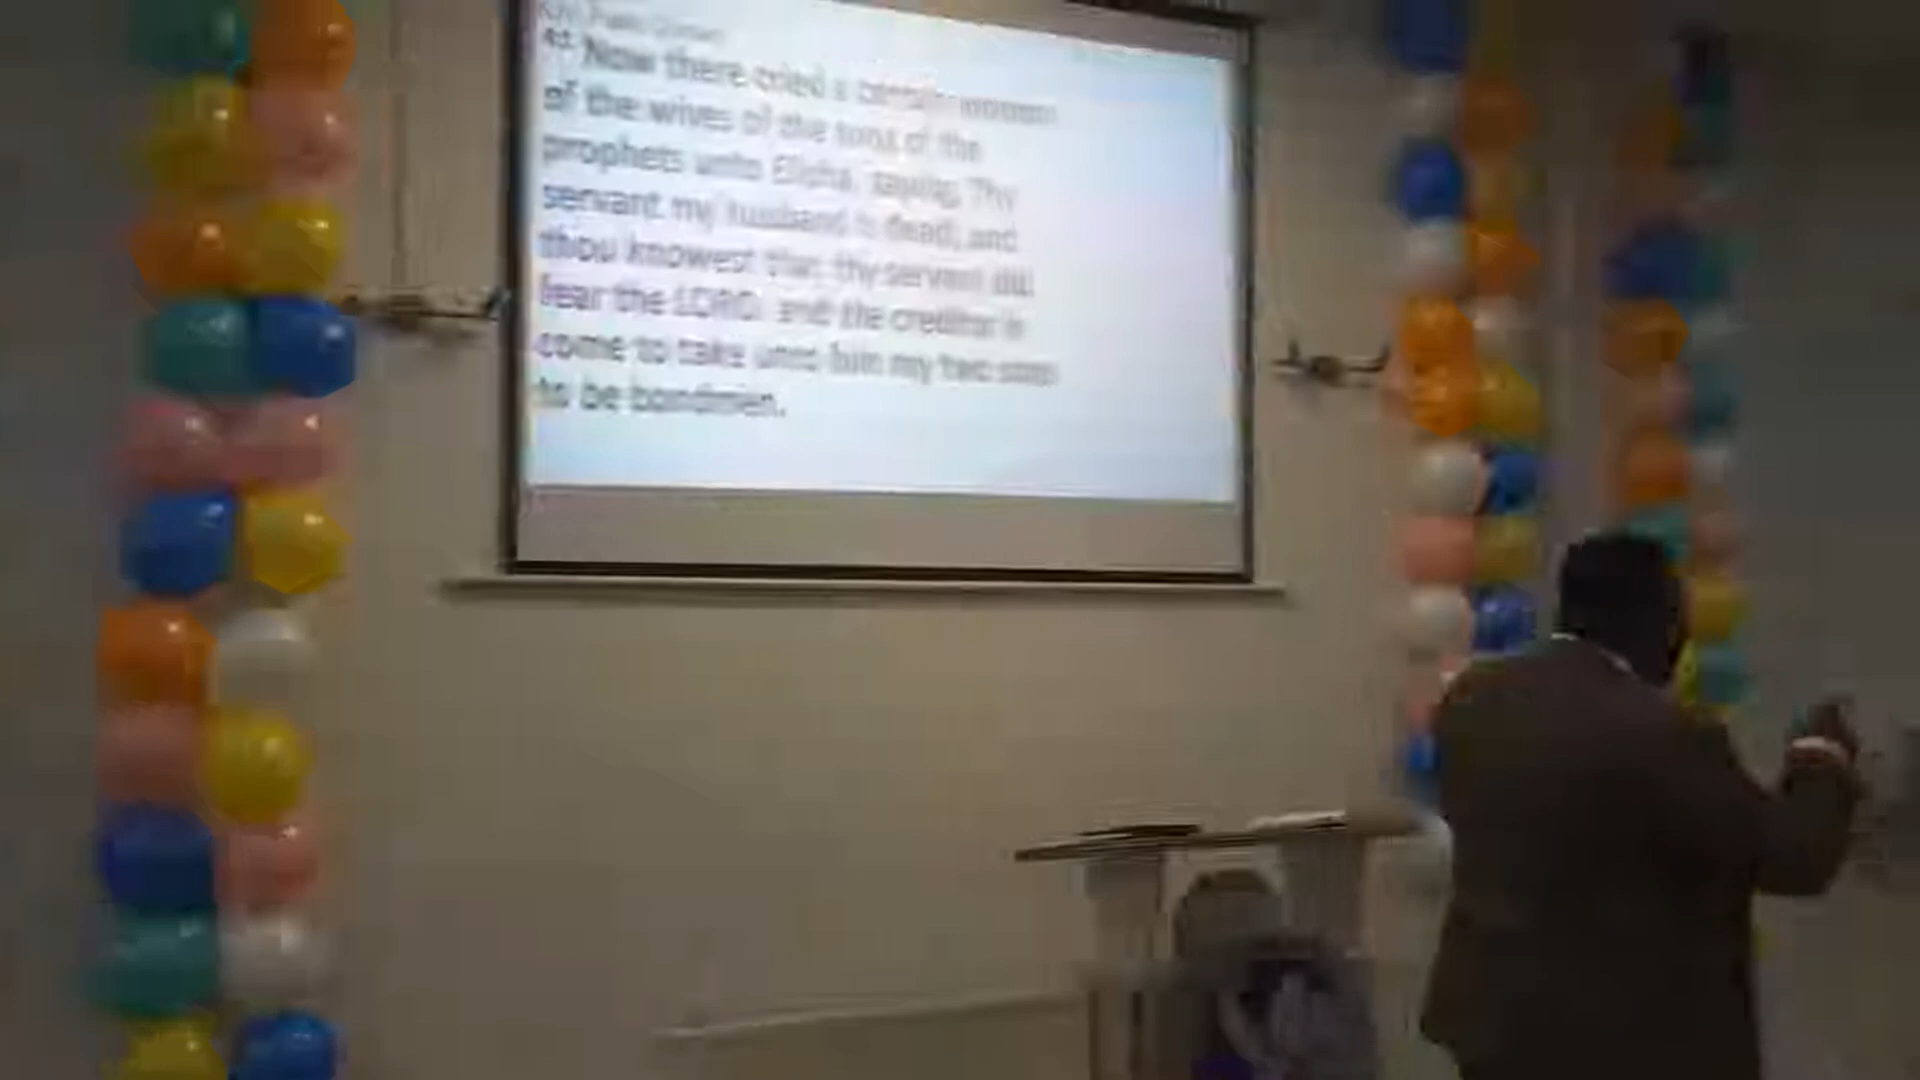 4:1 Now there cried a certain woman
of the wives of the sons of the
prophets unto Elisha, saying, Thy
servant my husband is dead; and
thou knowest that thy servant did
fear the LORD: and the creditor is
come to take unto him my two sons
to be bondmen.